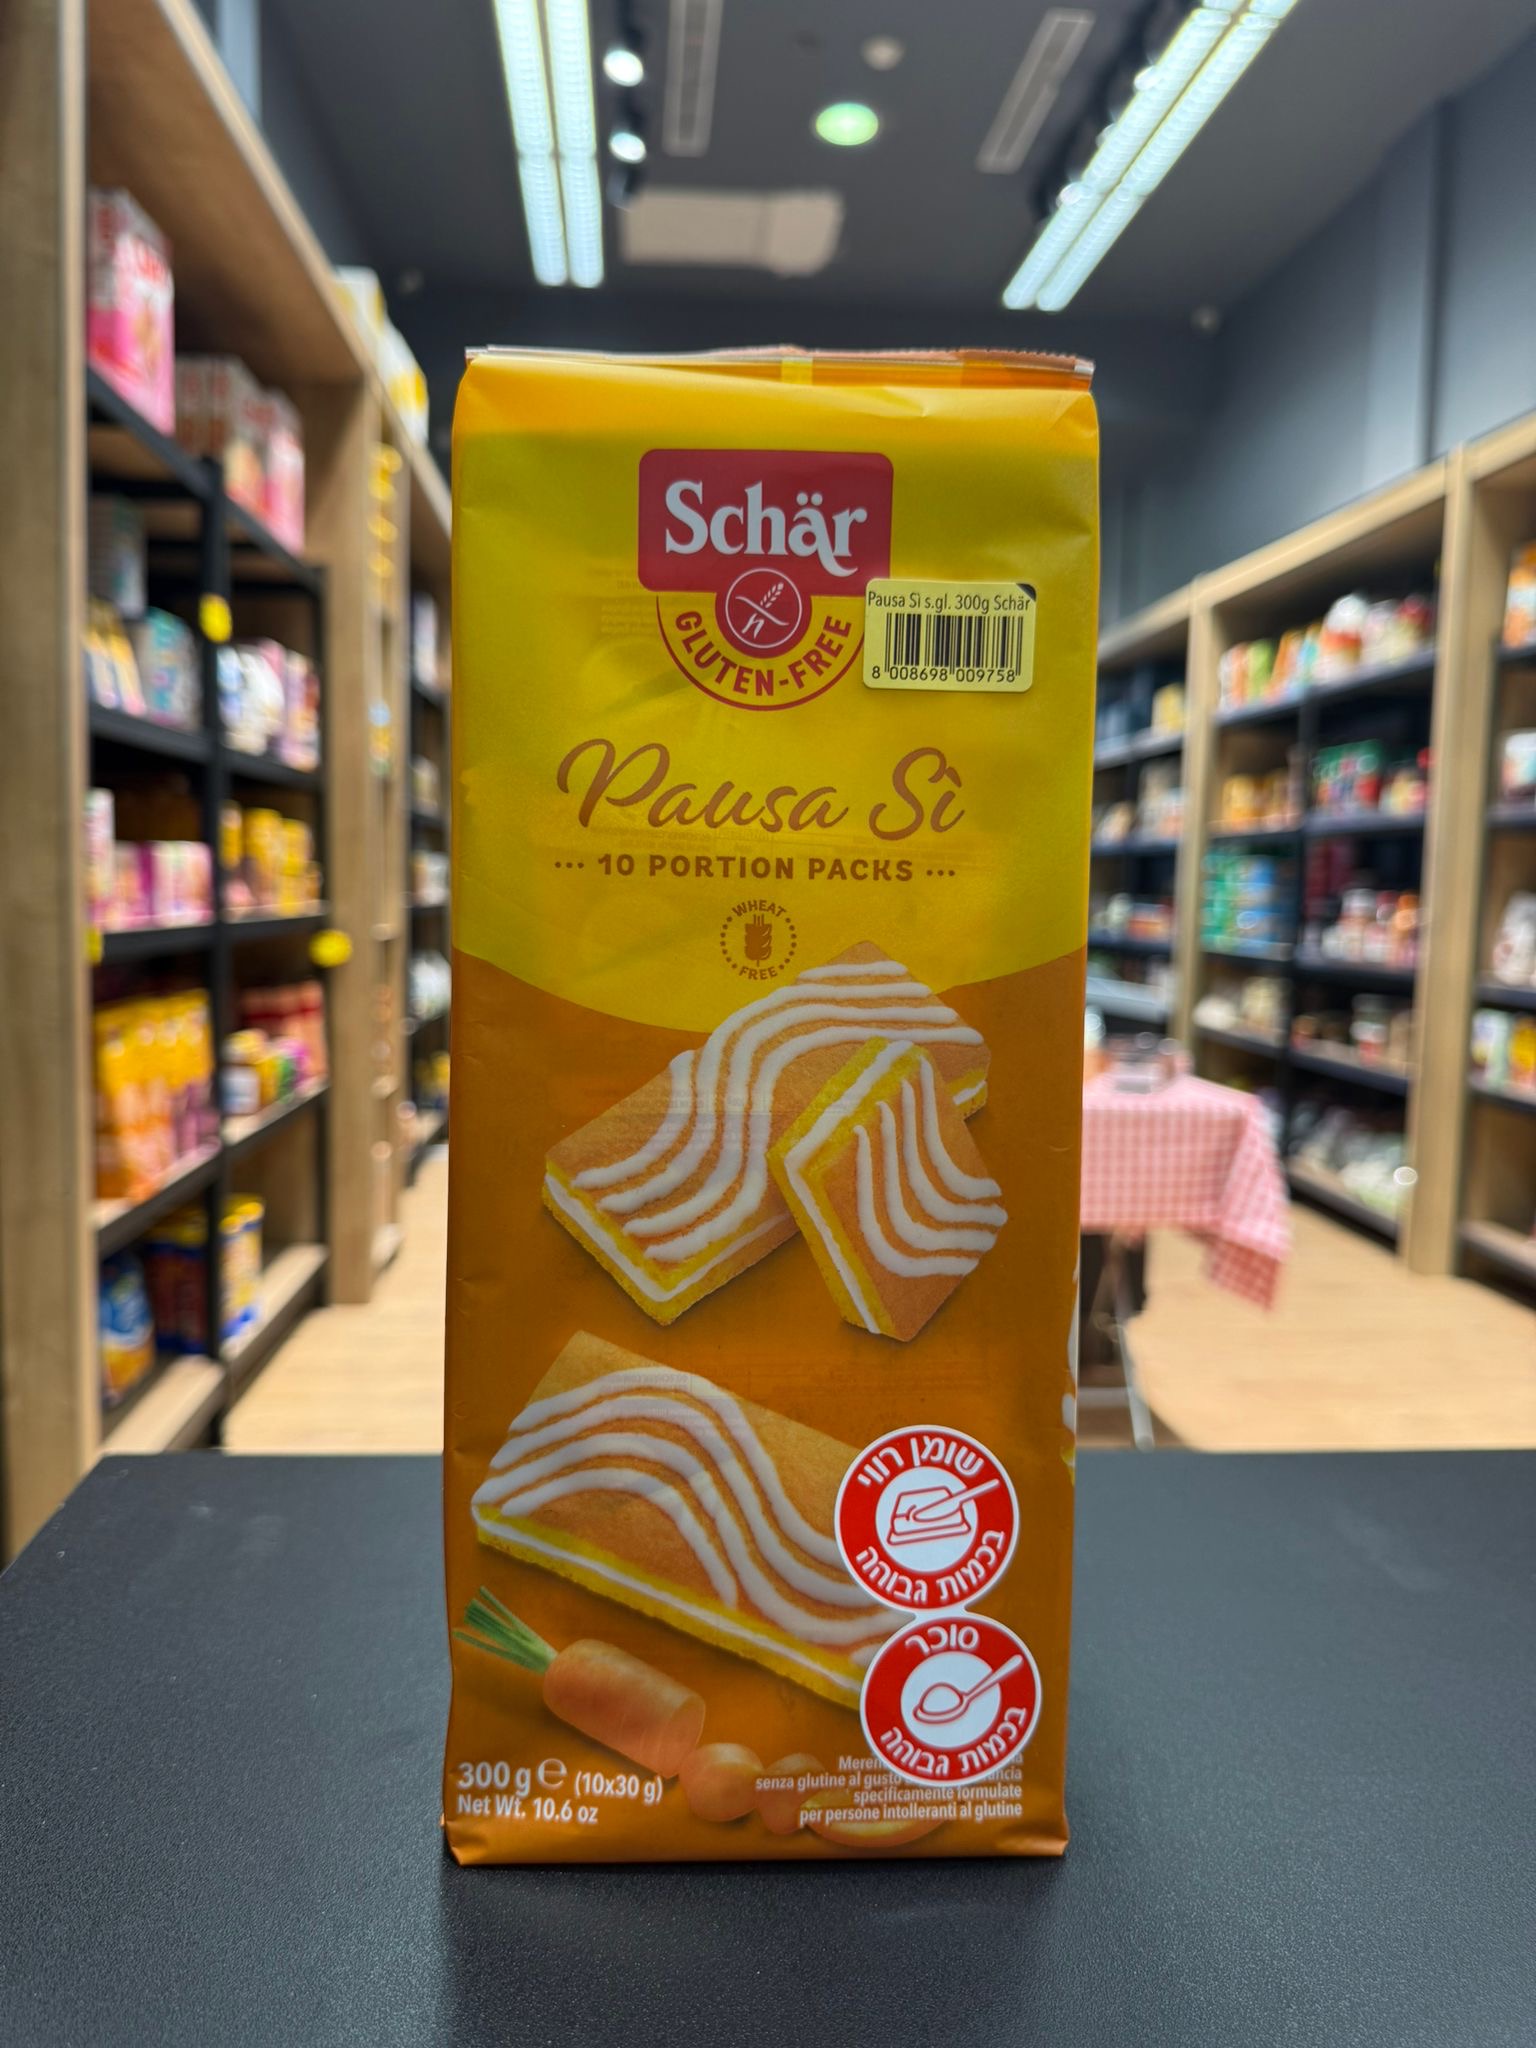 Schär
GLUTEN-FREE
Pausa Sì s.gl. 300g Schär
8 008698 009758
Pausa Sì
••• 10 PORTION PACKS •••
WHEAT
FREE
שומן רווי
בכמות גבוהה
סוכר
בכמות גבוהה
300 g ℮ (10x30 g)
Net Wt. 10.6 oz
senza glutine al gusto
specificamente formulate
per persone intolleranti al glutine